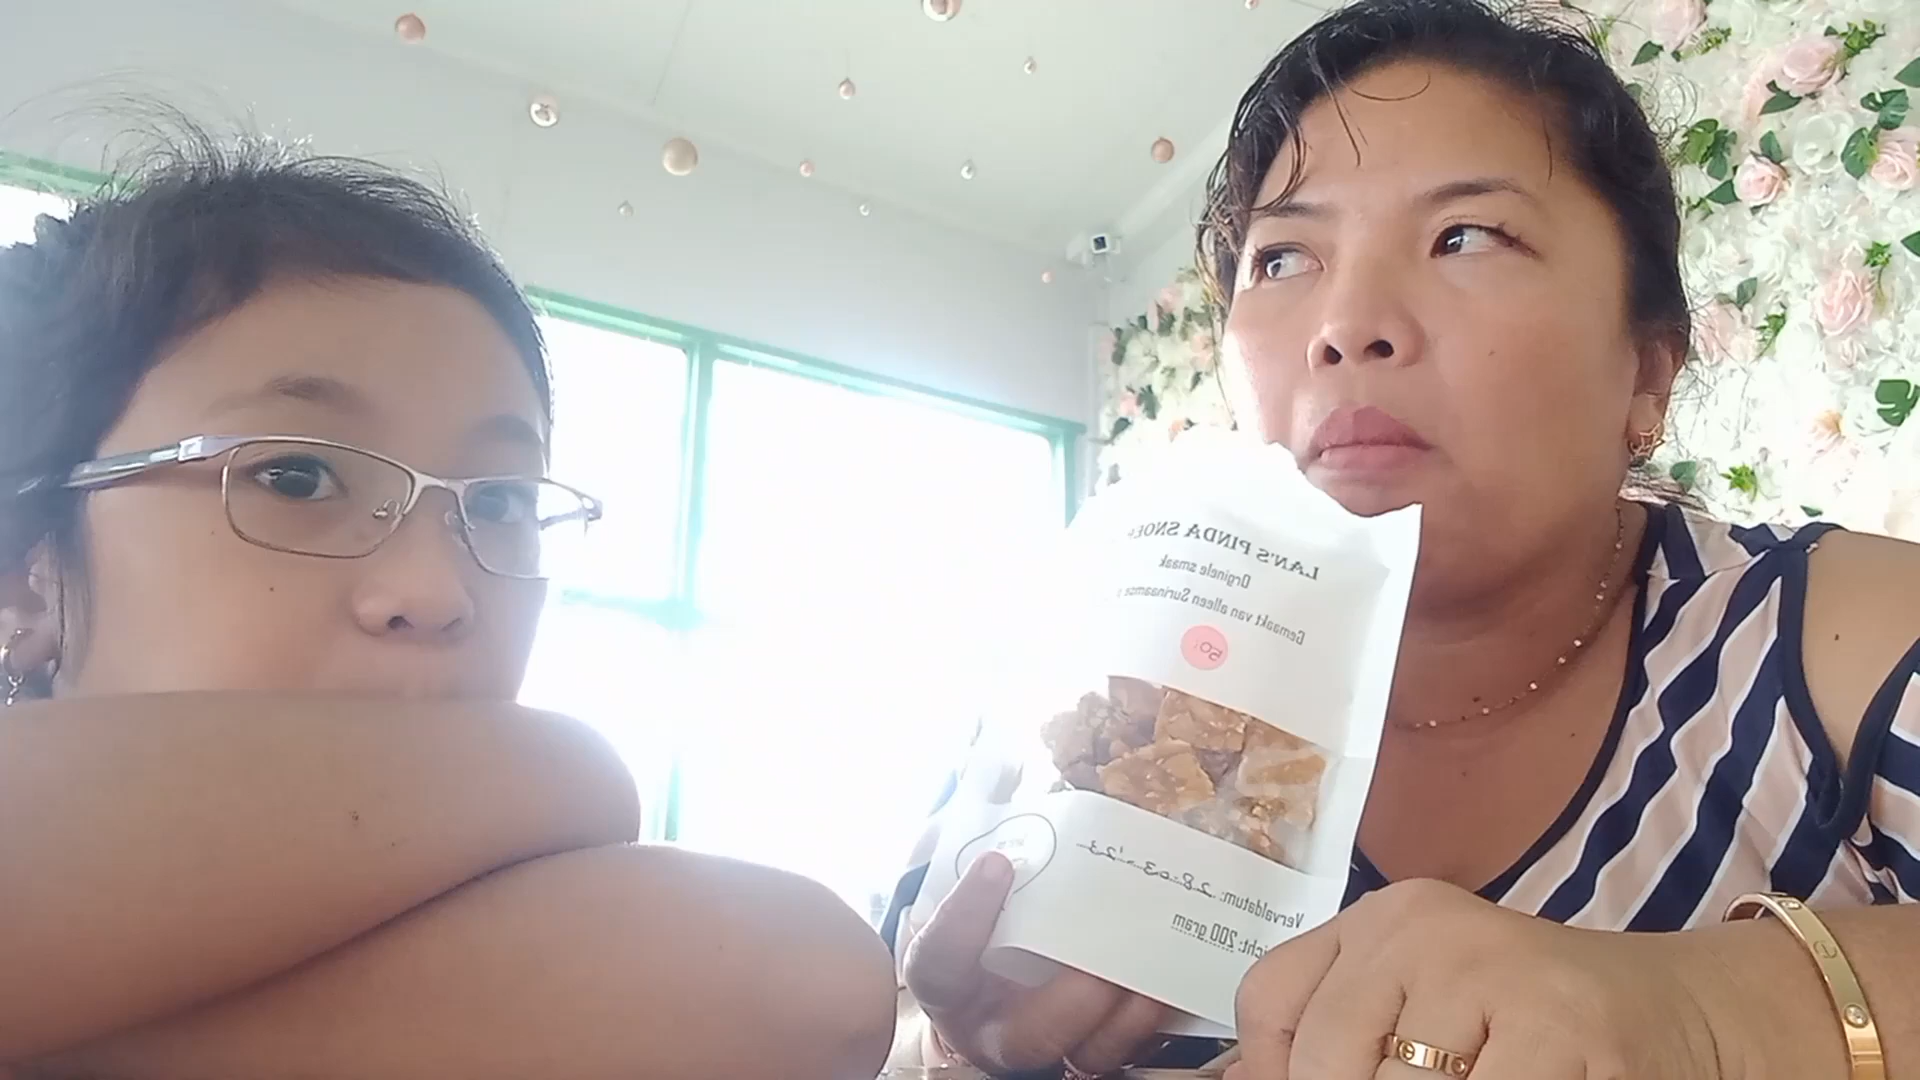 LAN'S PINDA
Orginele smaak
Gemaakt van alleen Surinaamse
50
Vervaldatum: 28-03-'23
200 gram